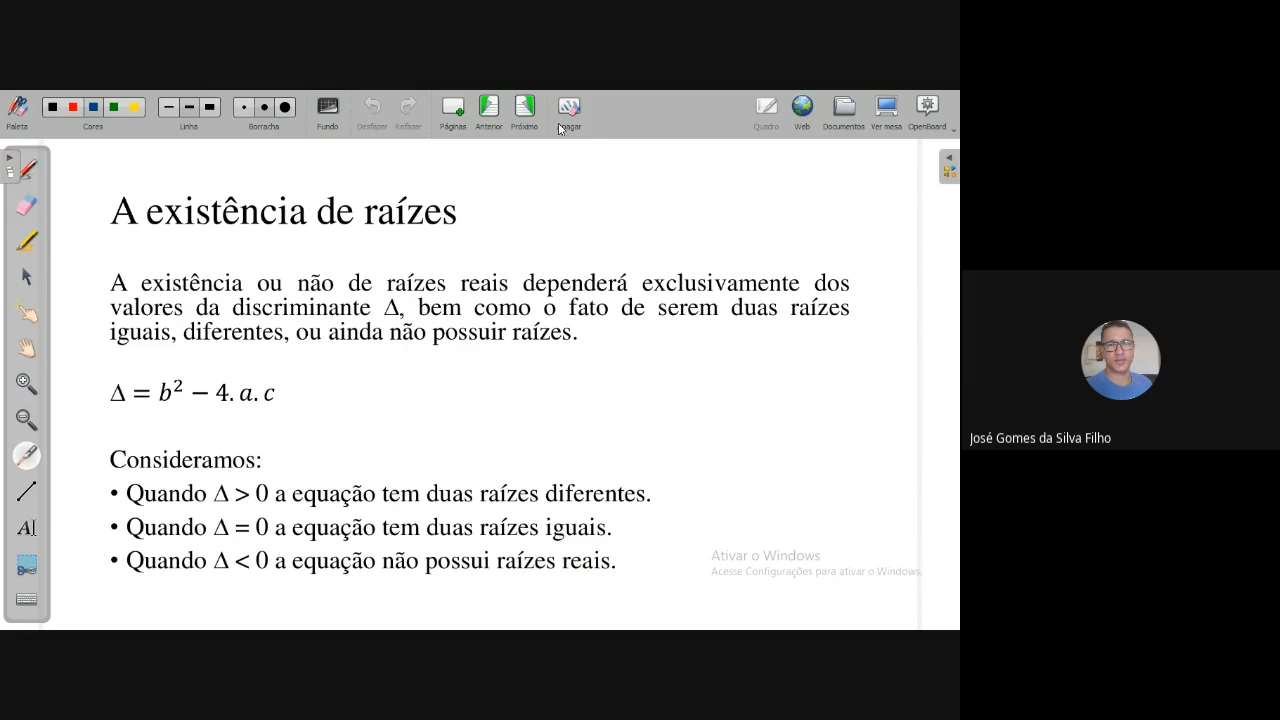 Paleta Cores Linha Borracha Fundo Desfazer Refazer Páginas Anterior Próximo Quadro Web Documentos Ver mesa OpenBoard
A existência de raízes
A existência ou não de raízes reais dependerá exclusivamente dos
valores da discriminante Δ, bem como o fato de serem duas raízes
iguais, diferentes, ou ainda não possuir raízes.
Δ = b² − 4. a. c
Consideramos:
• Quando Δ > 0 a equação tem duas raízes diferentes.
• Quando Δ = 0 a equação tem duas raízes iguais.
• Quando Δ < 0 a equação não possui raízes reais.
Ativar o Windows
Acesse Configurações para ativar o Windows.
José Gomes da Silva Filho